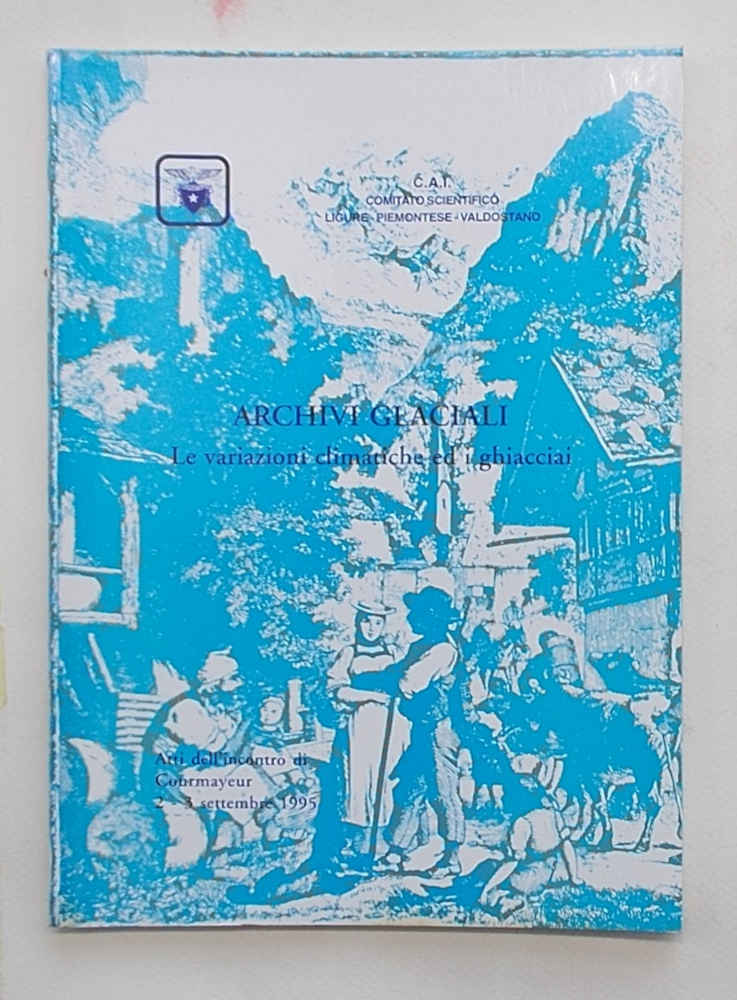 C.A.I.
COMITATO SCIENTIFICO
LIGURE - PIEMONTESE - VALDOSTANO
ARCHIVI GLACIALI
Le variazioni climatiche ed i ghiacciai
Atti dell'incontro di
Courmayeur
2 - 3 settembre 1995